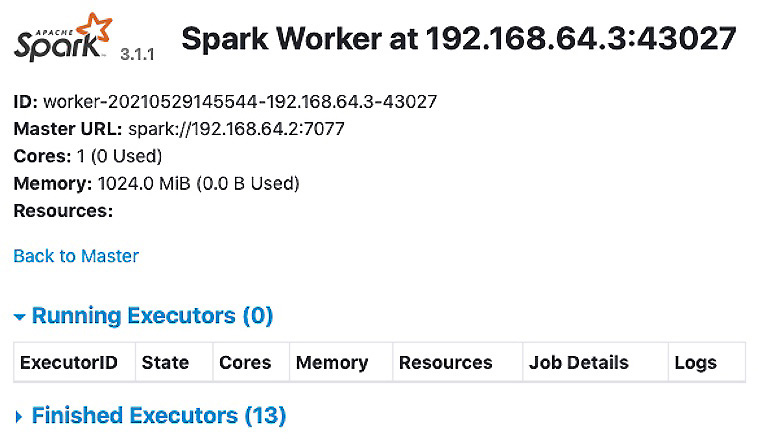 APACHE
Spark 3.1.1 Spark Worker at 192.168.64.3:43027
ID: worker-20210529145544-192.168.64.3-43027
Master URL: spark://192.168.64.2:7077
Cores: 1 (0 Used)
Memory: 1024.0 MiB (0.0 B Used)
Resources:
Back to Master
Running Executors (0)
ExecutorID State Cores Memory Resources Job Details Logs
Finished Executors (13)